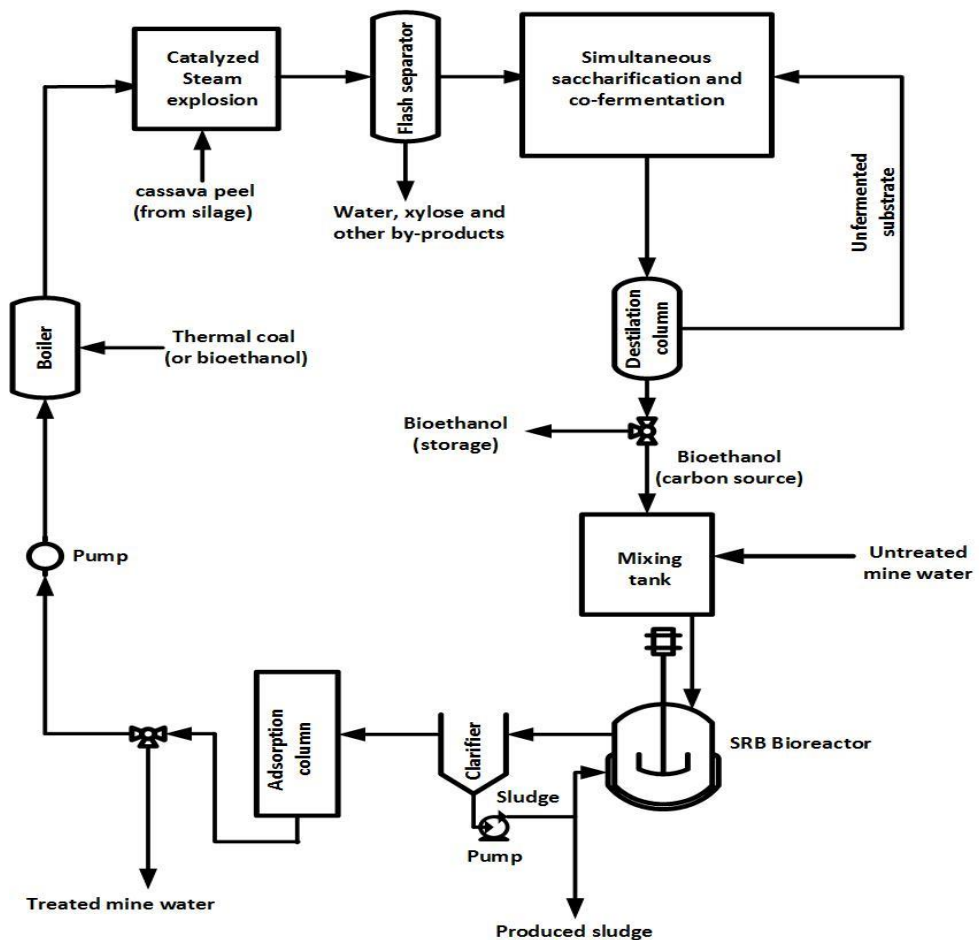 Catalyzed
Steam
explosion
Flash separator
Simultaneous
saccharification and
co-fermentation
cassava peel
(from silage)
Water, xylose and
other by-products
Unfermented
substrate
Boiler
Thermal coal
(or bioethanol)
Destilation
column
Bioethanol
(storage)
Bioethanol
(carbon source)
Pump
Mixing
tank
Untreated
mine water
Adsorption
column
Clarifier
SRB Bioreactor
Sludge
Pump
Treated mine water
Produced sludge